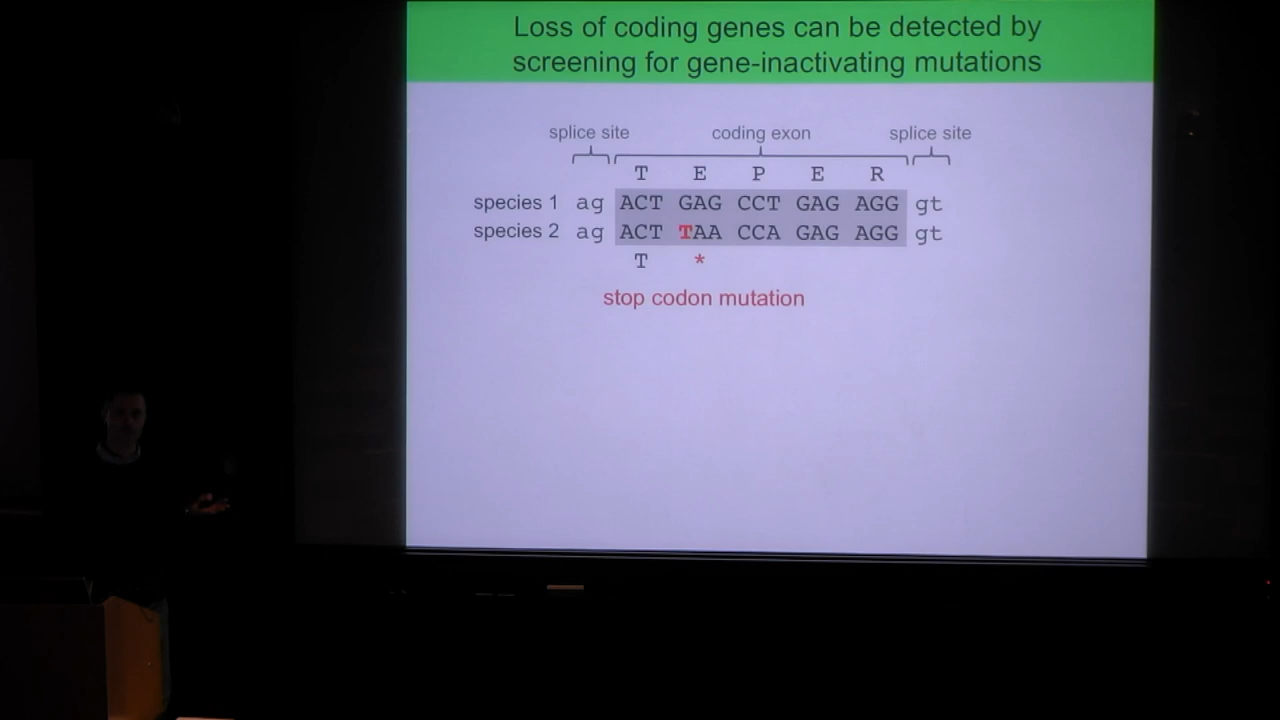 Loss of coding genes can be detected by
screening for gene-inactivating mutations
splice site coding exon splice site
T E P E R
species 1 ag ACT GAG CCT GAG AGG gt
species 2 ag ACT TAA CCA GAG AGG gt
T *
stop codon mutation